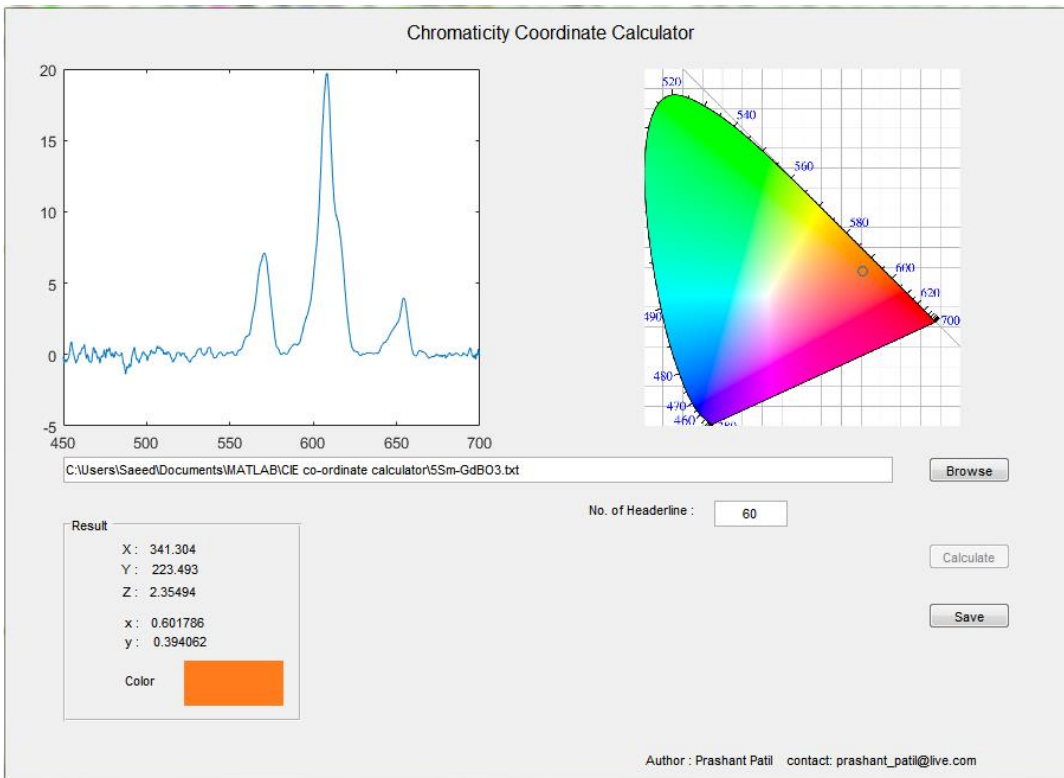 Chromaticity Coordinate Calculator
20
15
10
5
0
-5
450 500 550 600 650 700
520
540
560
580
600
620
700
490
480
470
460
C:\Users\Saeed\Documents\MATLAB\CIE co-ordinate calculator\5Sm-GdBO3.txt
Browse
No. of Headerline : 60
Calculate
Save
Result
X : 341.304
Y : 223.493
Z : 2.35494
x : 0.601786
y : 0.394062
Color
Author : Prashant Patil contact: prashant_patil@live.com